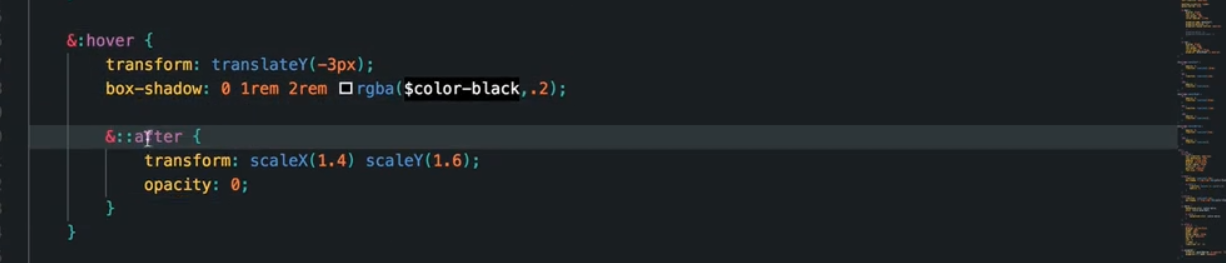 &:hover {
transform: translateY(-3px);
box-shadow: 0 1rem 2rem rgba($color-black,.2);
&::after {
transform: scaleX(1.4) scaleY(1.6);
opacity: 0;
}
}